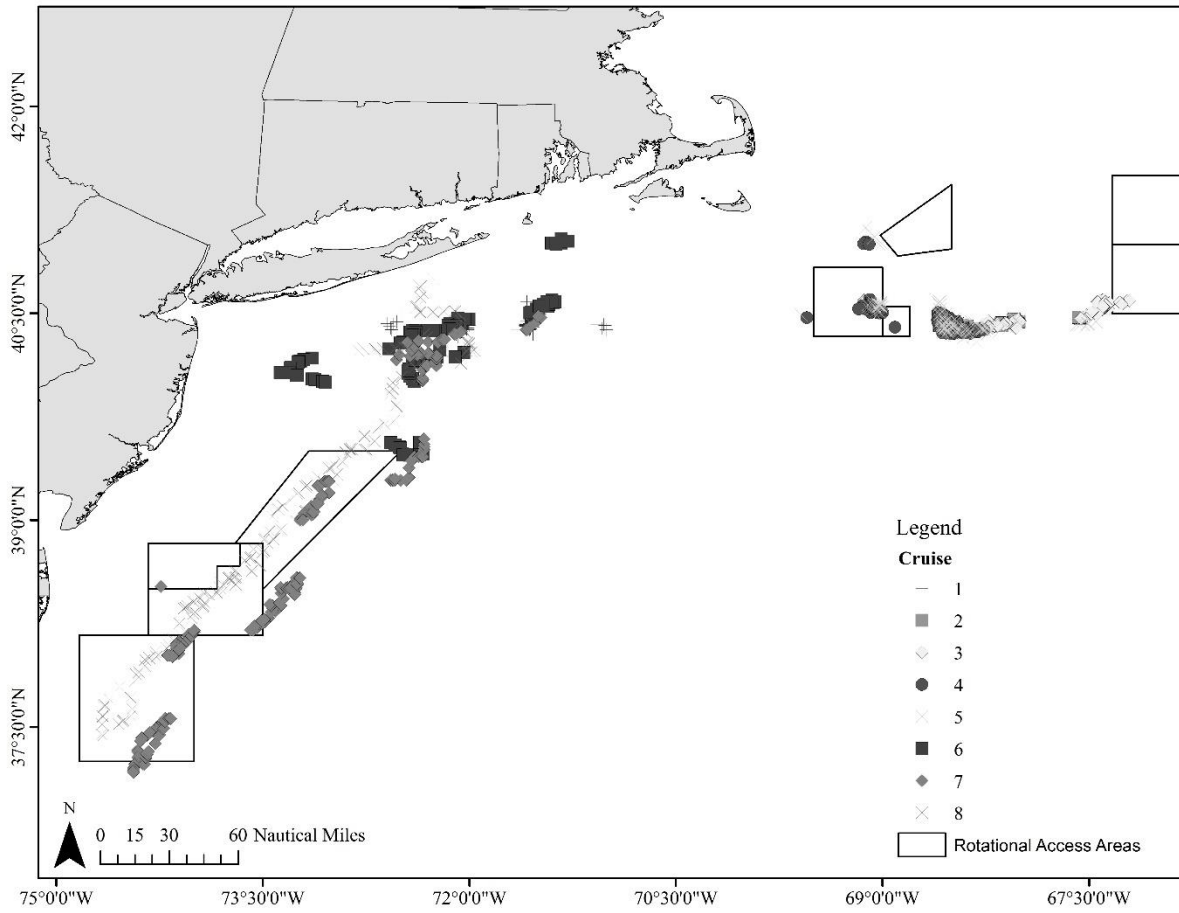 42°0'0"N
40°30'0"N
39°0'0"N
37°30'0"N
Legend
Cruise
1
2
3
4
5
6
7
8
Rotational Access Areas
N
0 15 30 60 Nautical Miles
75°0'0"W 73°30'0"W 72°0'0"W 70°30'0"W 69°0'0"W 67°30'0"W